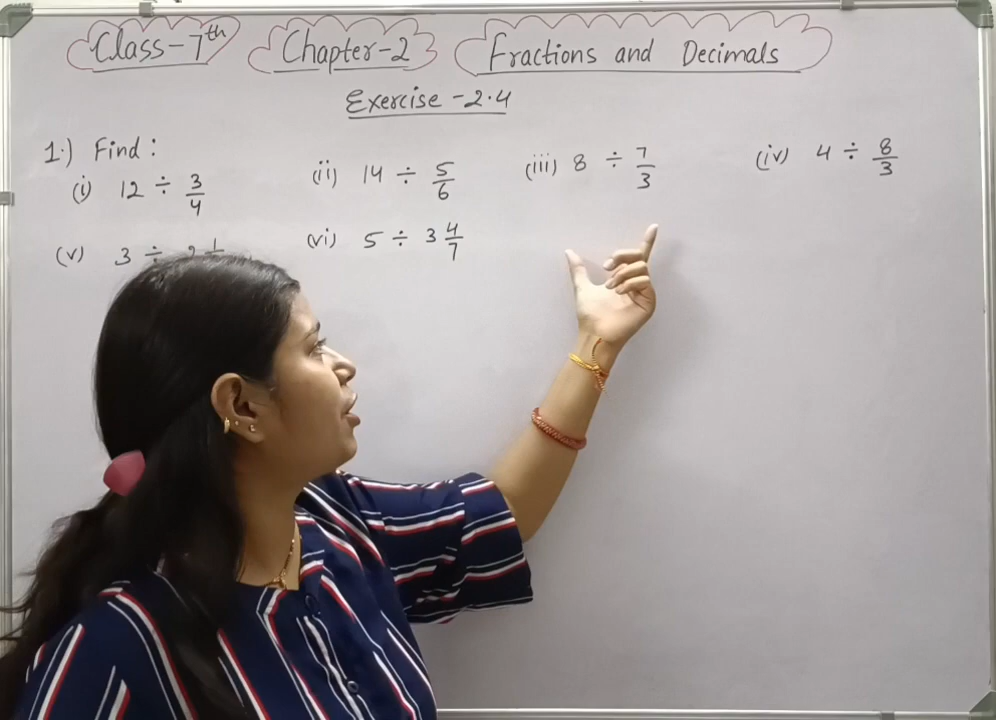 Class-7th Chapter-2 Fractions and Decimals
Exercise-2.4
1.) Find:
(i) 12 ÷ 3/4 (ii) 14 ÷ 5/6 (iii) 8 ÷ 7/3 (iv) 4 ÷ 8/3
(v) 3 ÷ (vi) 5 ÷ 3 4/7